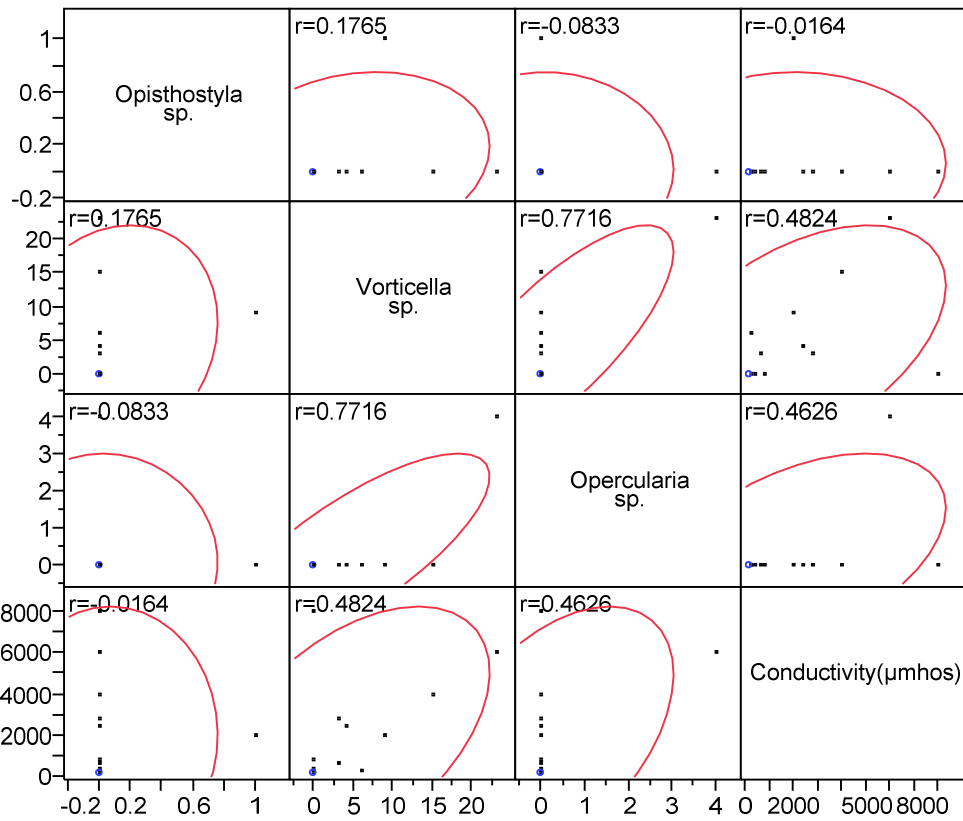 r=0.1765 r=-0.0833 r=-0.0164
1
0.6
0.2
-0.2
Opisthostyla
sp.
r=0.1765 r=0.7716 r=0.4824
20
15
10
5
0
Vorticella
sp.
r=-0.0833 r=0.7716 r=0.4626
4
3
2
1
0
Opercularia
sp.
r=-0.0164 r=0.4824 r=0.4626
8000
6000
4000
2000
0
Conductivity(µmhos)
-0.2 0.2 0.6 1 0 5 10 15 20 0 1 2 3 4 0 2000 5000 8000